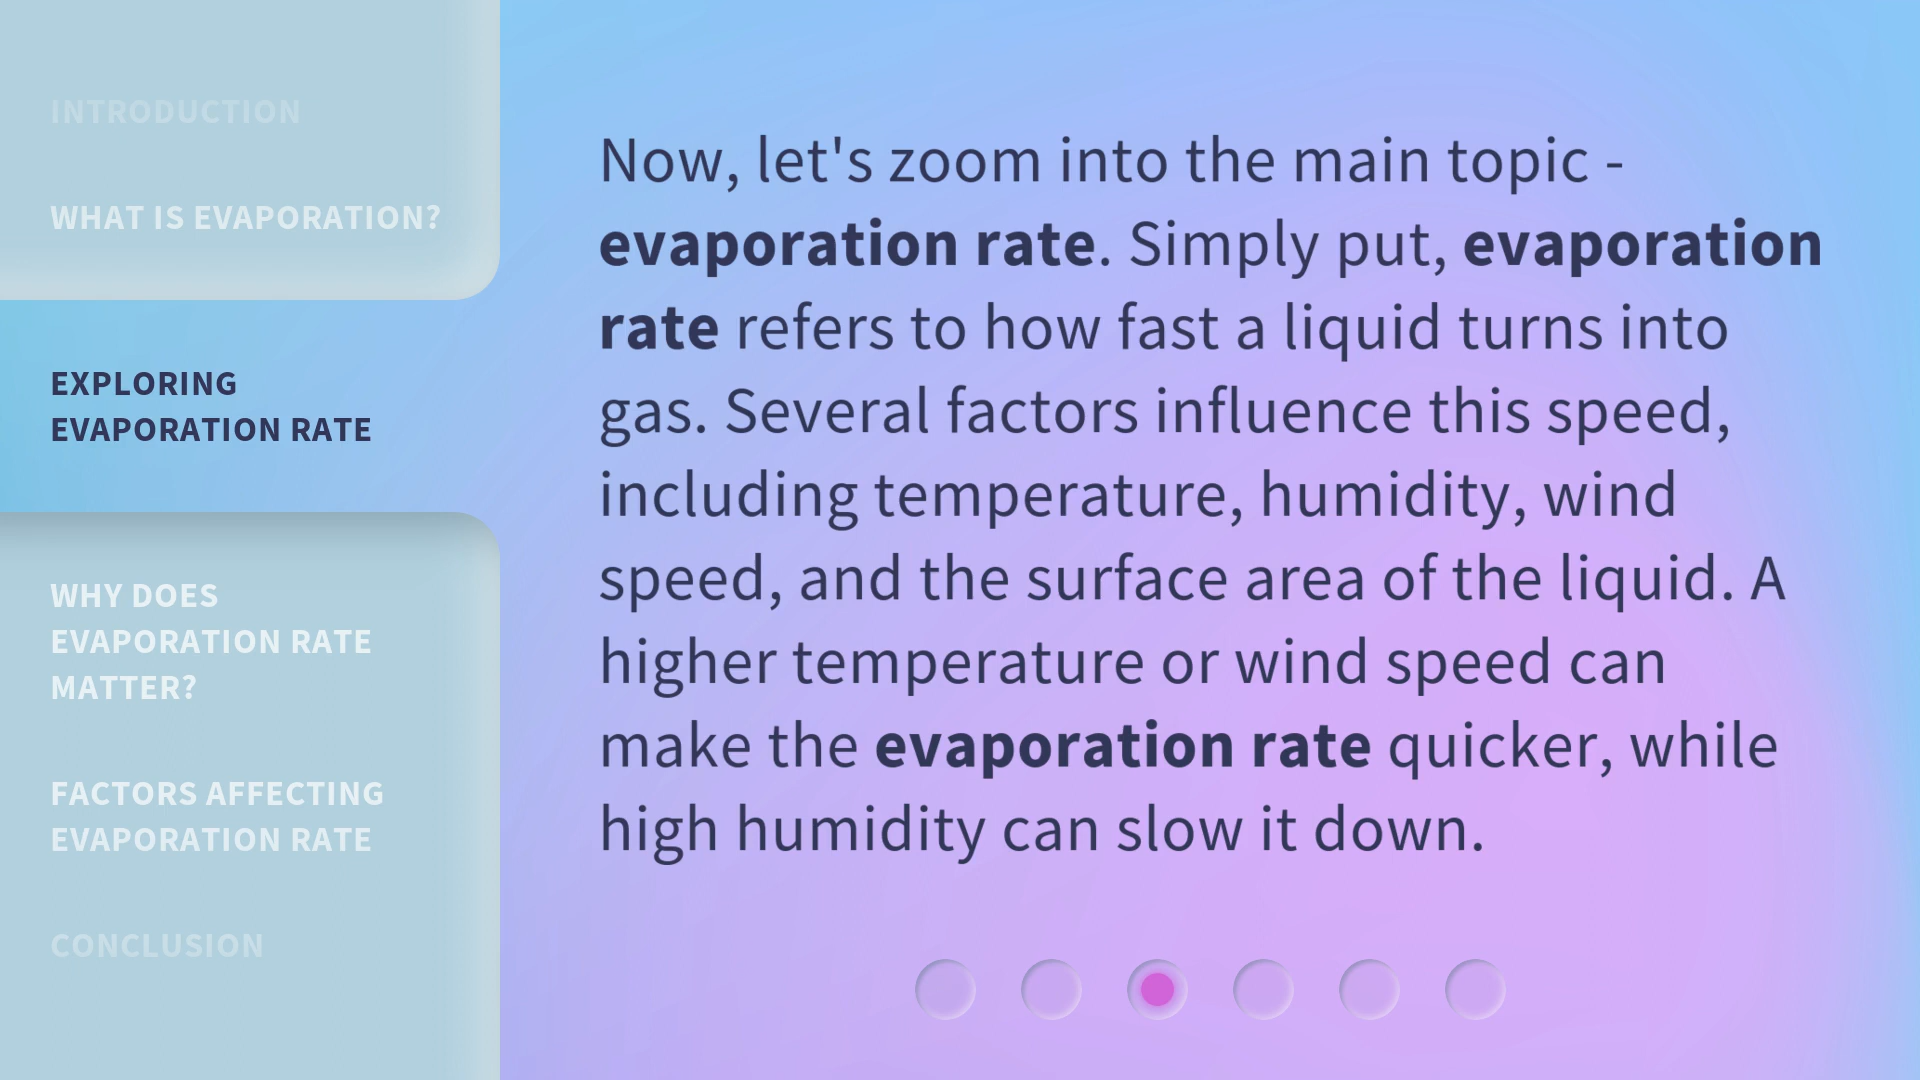 INTRODUCTION
WHAT IS EVAPORATION?
EXPLORING
EVAPORATION RATE
WHY DOES
EVAPORATION RATE
MATTER?
FACTORS AFFECTING
EVAPORATION RATE
CONCLUSION
Now, let's zoom into the main topic -
evaporation rate. Simply put, evaporation
rate refers to how fast a liquid turns into
gas. Several factors influence this speed,
including temperature, humidity, wind
speed, and the surface area of the liquid. A
higher temperature or wind speed can
make the evaporation rate quicker, while
high humidity can slow it down.